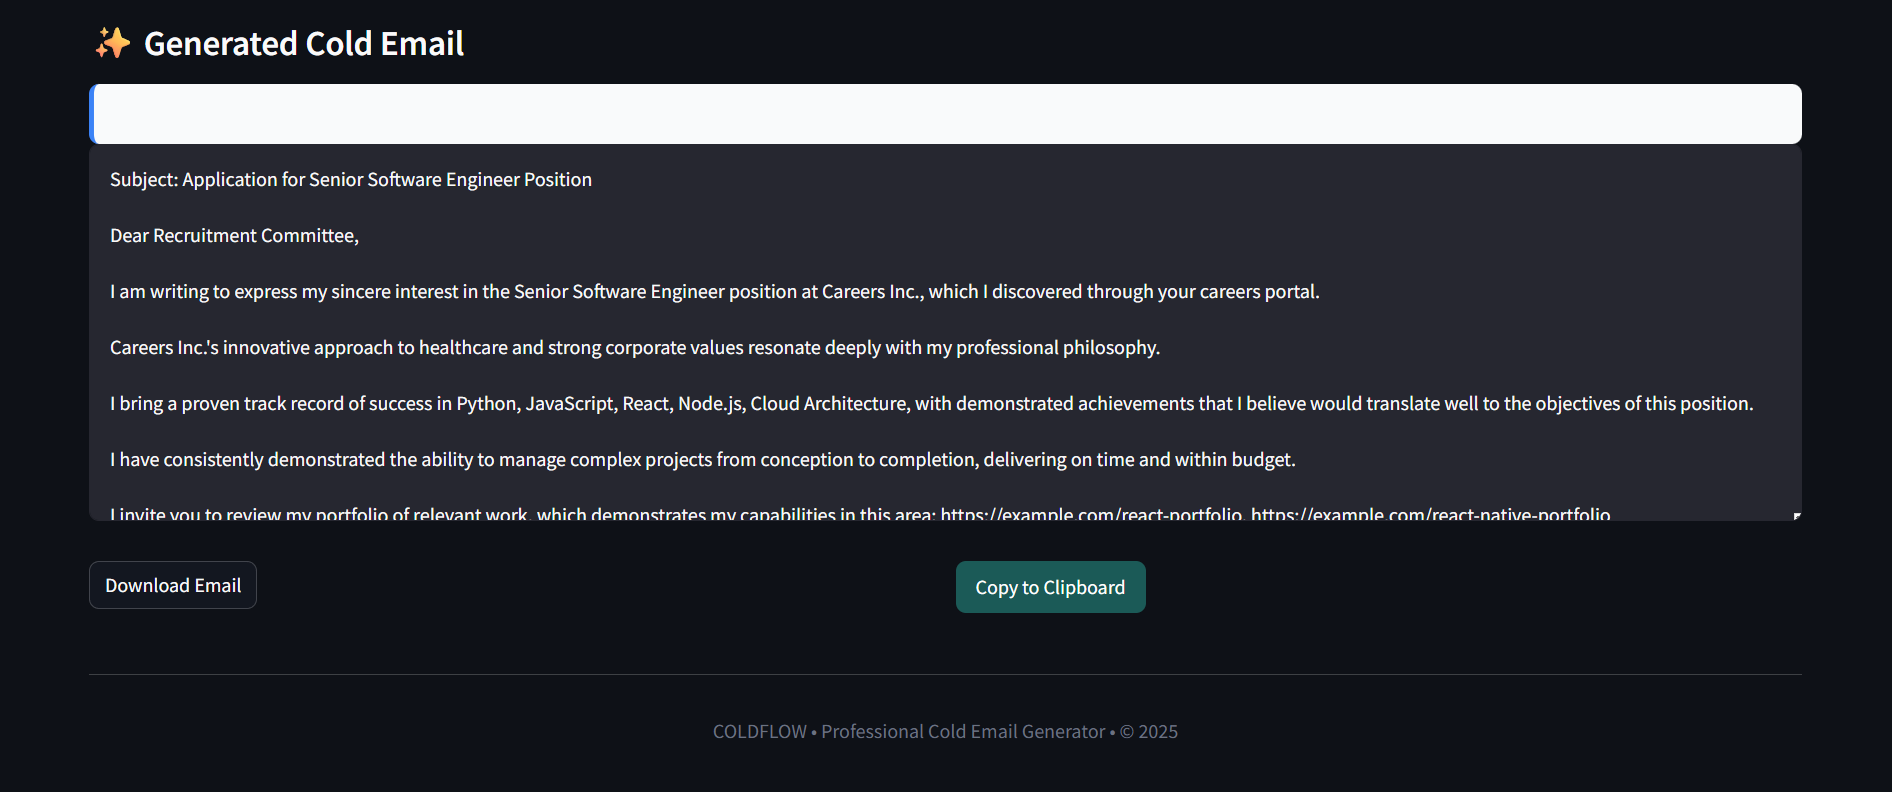 ✨ Generated Cold Email
Subject: Application for Senior Software Engineer Position
Dear Recruitment Committee,
I am writing to express my sincere interest in the Senior Software Engineer position at Careers Inc., which I discovered through your careers portal.
Careers Inc.'s innovative approach to healthcare and strong corporate values resonate deeply with my professional philosophy.
I bring a proven track record of success in Python, JavaScript, React, Node.js, Cloud Architecture, with demonstrated achievements that I believe would translate well to the objectives of this position.
I have consistently demonstrated the ability to manage complex projects from conception to completion, delivering on time and within budget.
I invite you to review my portfolio of relevant work, which demonstrates my capabilities in this area: https://example.com/react-portfolio, https://example.com/react-native-portfolio
Download Email
Copy to Clipboard
COLDFLOW • Professional Cold Email Generator • © 2025